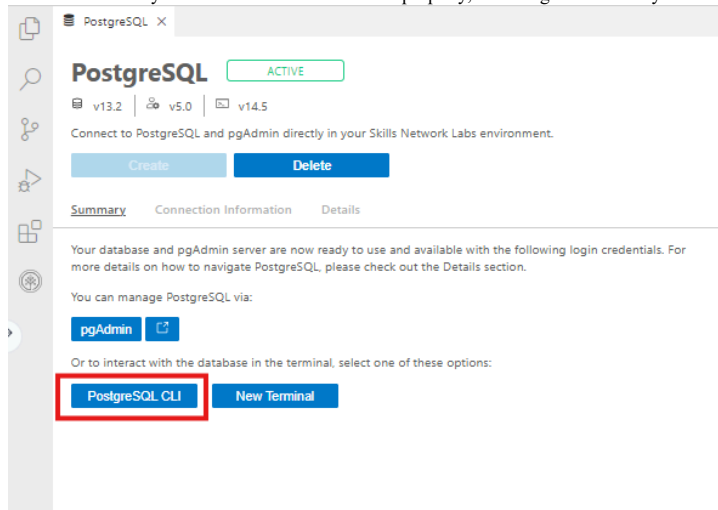 PostgreSQL
PostgreSQL ACTIVE
v13.2 v5.0 v14.5
Connect to PostgreSQL and pgAdmin directly in your Skills Network Labs environment.
Create Delete
Summary Connection Information Details
Your database and pgAdmin server are now ready to use and available with the following login credentials. For
more details on how to navigate PostgreSQL, please check out the Details section.
You can manage PostgreSQL via:
pgAdmin
Or to interact with the database in the terminal, select one of these options:
PostgreSQL CLI New Terminal